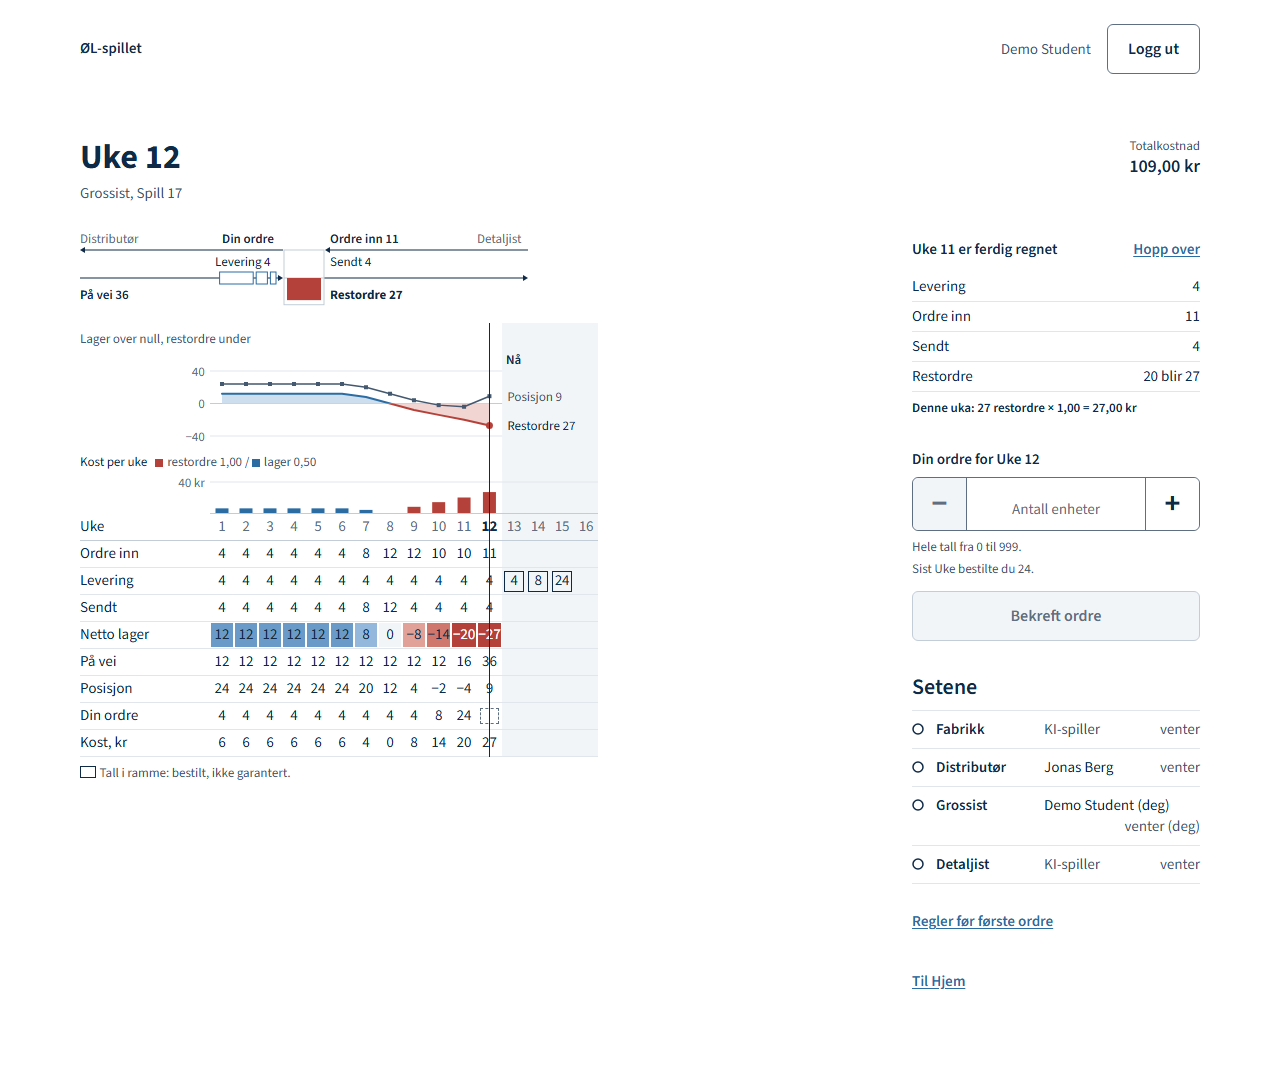 ØL-spillet
Demo Student
Logg ut
Uke 12
Grossist, Spill 17
Totalkostnad
109,00 kr
Distributør
Din ordre
Ordre inn 11
Detaljist
Levering 4
Sendt 4
På vei 36
Restordre 27
Lager over null, restordre under
Nå
40
0
−40
Posisjon 9
Restordre 27
Kost per uke restordre 1,00 / lager 0,50
40 kr
Uke 1 2 3 4 5 6 7 8 9 10 11 12 13 14 15 16
Ordre inn 4 4 4 4 4 4 8 12 12 10 10 11
Levering 4 4 4 4 4 4 4 4 4 4 4 4 4 8 24
Sendt 4 4 4 4 4 4 8 12 4 4 4 4
Netto lager 12 12 12 12 12 12 8 0 −8 −14 −20 −27
På vei 12 12 12 12 12 12 12 12 12 12 16 36
Posisjon 24 24 24 24 24 24 20 12 4 −2 −4 9
Din ordre 4 4 4 4 4 4 4 4 4 8 24
Kost, kr 6 6 6 6 6 6 4 0 8 14 20 27
Tall i ramme: bestilt, ikke garantert.
Uke 11 er ferdig regnet
Hopp over
Levering 4
Ordre inn 11
Sendt 4
Restordre 20 blir 27
Denne uka: 27 restordre × 1,00 = 27,00 kr
Din ordre for Uke 12
− Antall enheter +
Hele tall fra 0 til 999.
Sist Uke bestilte du 24.
Bekreft ordre
Setene
Fabrikk KI-spiller venter
Distributør Jonas Berg venter
Grossist Demo Student (deg)
venter (deg)
Detaljist KI-spiller venter
Regler før første ordre
Til Hjem